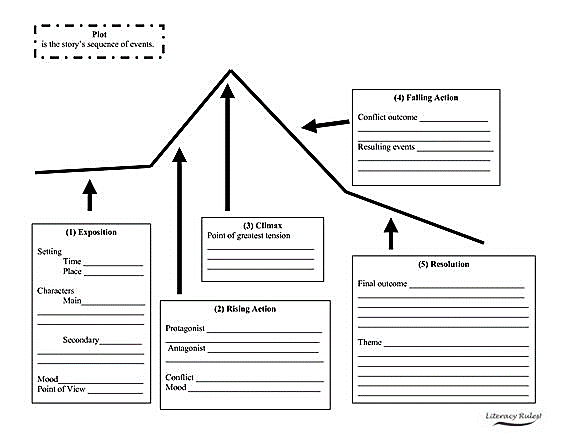 Plot
is the story's sequence of events.
(4) Falling Action
Conflict outcome
Resulting events
(1) Exposition
Setting
Time
Place
Characters
Main
Secondary
Mood
Point of View
(3) Climax
Point of greatest tension
(2) Rising Action
Protagonist
Antagonist
Conflict
Mood
(5) Resolution
Final outcome
Theme
Literacy Rules!